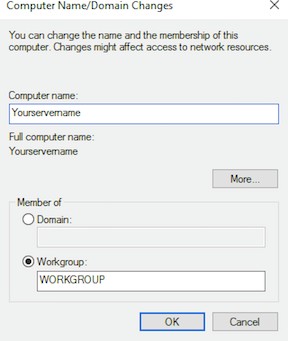 Computer Name/Domain Changes
You can change the name and the membership of this
computer. Changes might affect access to network resources.
Computer name:
Yourservername
Full computer name:
Yourservername
More...
Member of
Domain:
Workgroup:
WORKGROUP
OK
Cancel